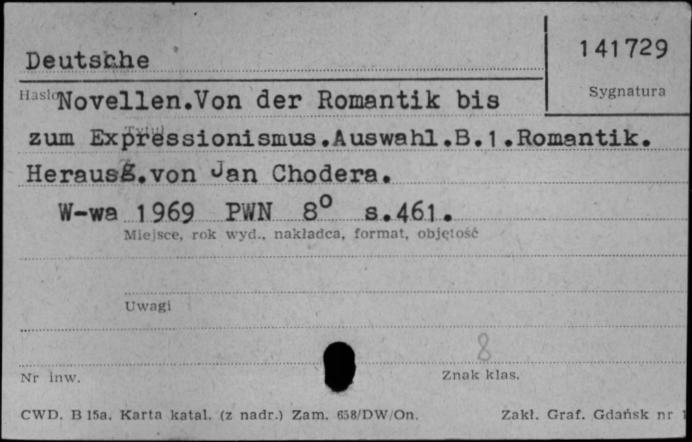 Deutsche
141729
Hasło
Sygnatura
Novellen.Von der Romantik bis
Tytuł
zum Expressionismus.Auswahl.B.1.Romantik.
Herausg.von Jan Chodera.
W-wa 1969 PWN 8° s.461.
Miejsce, rok wyd., nakładca, format, objętość
Uwagi
8
Nr inw.
Znak klas.
CWD. B 15a. Karta katal. (z nadr.) Zam. 658/DW/On.
Zakł. Graf. Gdańsk nr 1